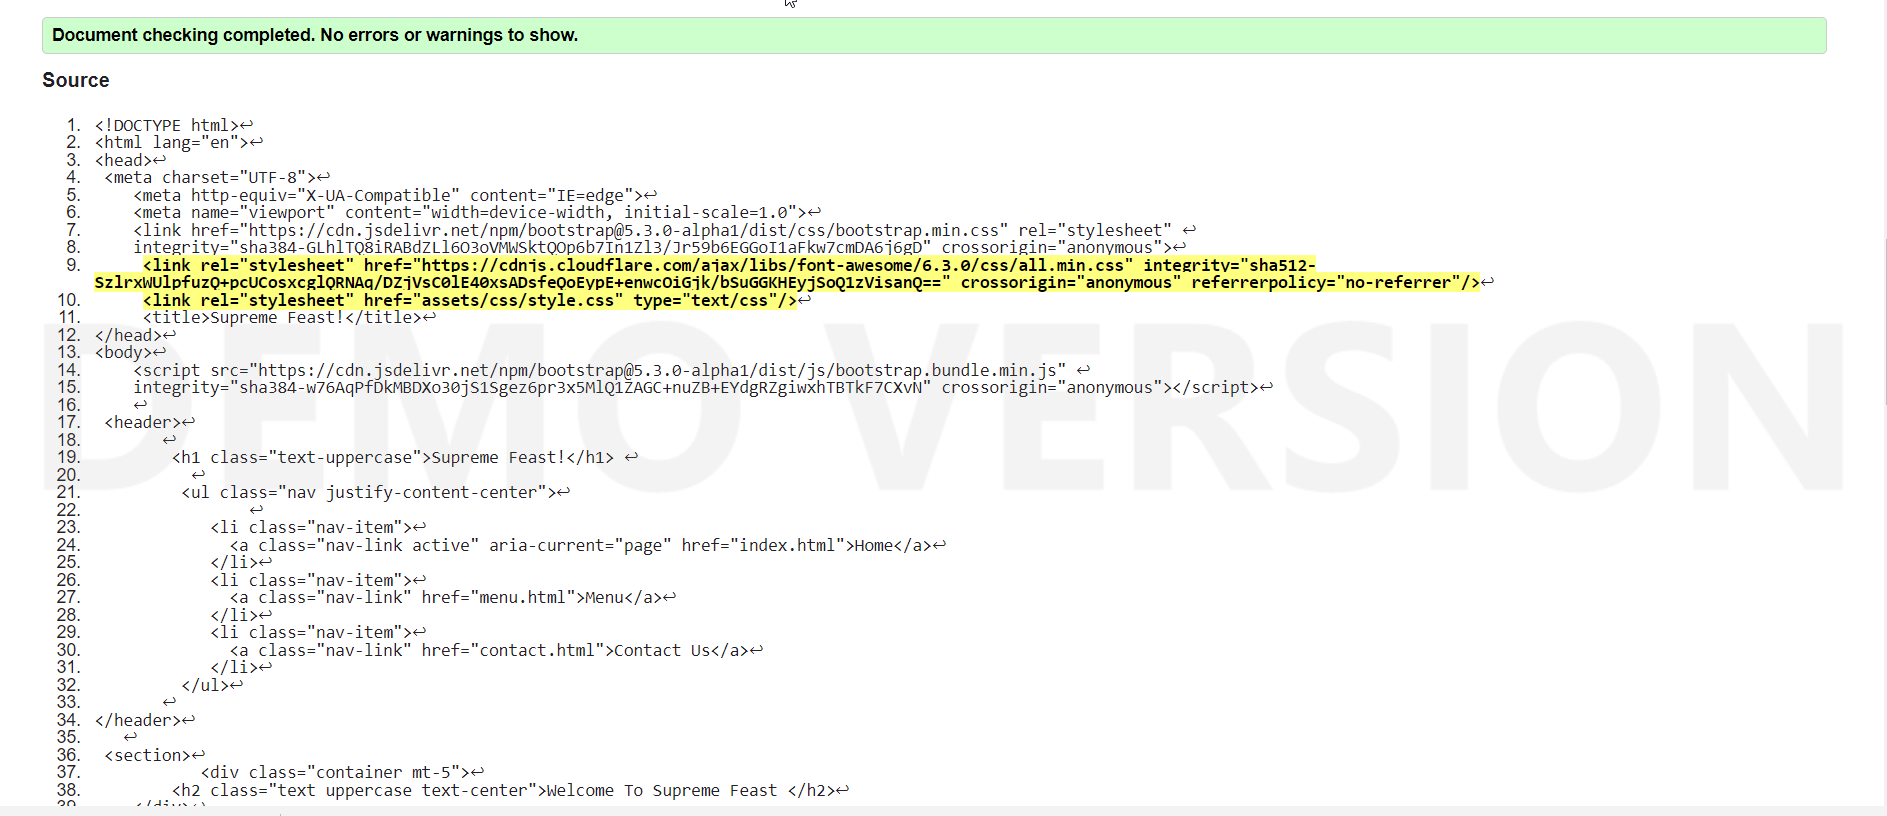 Document checking completed. No errors or warnings to show.
Source
1. <!DOCTYPE html>↩
2. <html lang="en">↩
3. <head>↩
4. <meta charset="UTF-8">↩
5. <meta http-equiv="X-UA-Compatible" content="IE=edge">↩
6. <meta name="viewport" content="width=device-width, initial-scale=1.0">↩
7. <link href="https://cdn.jsdelivr.net/npm/bootstrap@5.3.0-alpha1/dist/css/bootstrap.min.css" rel="stylesheet" ↩
8. integrity="sha384-GLhlTQ8iRABdZLl6O3oVMWSktQOp6b7In1Zl3/Jr59b6EGGoI1aFkw7cmDA6j6gD" crossorigin="anonymous">↩
9. <link rel="stylesheet" href="https://cdnjs.cloudflare.com/ajax/libs/font-awesome/6.3.0/css/all.min.css" integrity="sha512-
SzlrxWUlpfuzQ+pcUCosxcglQRNAq/DZjVsC0lE40xsADsfeQoEypE+enwcOiGjk/bSuGGKHEyjSoQ1zVisanQ==" crossorigin="anonymous" referrerpolicy="no-referrer"/>↩
10. <link rel="stylesheet" href="assets/css/style.css" type="text/css"/>↩
11. <title>Supreme Feast!</title>↩
12. </head>↩
13. <body>↩
14. <script src="https://cdn.jsdelivr.net/npm/bootstrap@5.3.0-alpha1/dist/js/bootstrap.bundle.min.js" ↩
15. integrity="sha384-w76AqPfDkMBDXo30jS1Sgez6pr3x5MlQ1ZAGC+nuZB+EYdgRZgiwxhTBTkF7CXvN" crossorigin="anonymous"></script>↩
16. ↩
17. <header>↩
18. ↩
19. <h1 class="text-uppercase">Supreme Feast!</h1> ↩
20. ↩
21. <ul class="nav justify-content-center">↩
22. ↩
23. <li class="nav-item">↩
24. <a class="nav-link active" aria-current="page" href="index.html">Home</a>↩
25. </li>↩
26. <li class="nav-item">↩
27. <a class="nav-link" href="menu.html">Menu</a>↩
28. </li>↩
29. <li class="nav-item">↩
30. <a class="nav-link" href="contact.html">Contact Us</a>↩
31. </li>↩
32. </ul>↩
33. ↩
34. </header>↩
35. ↩
36. <section>↩
37. <div class="container mt-5">↩
38. <h2 class="text uppercase text-center">Welcome To Supreme Feast </h2>↩
39. </div>↩
DEMO VERSION